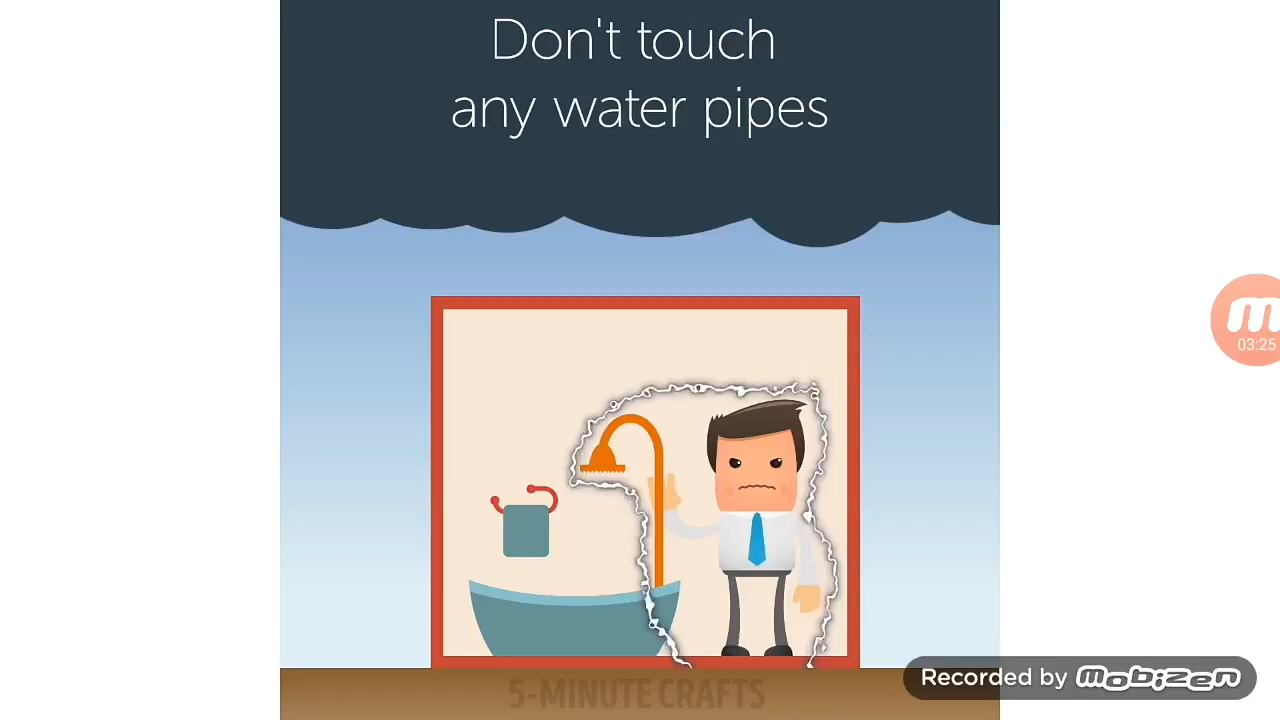 Don't touch
any water pipes
03:25
Recorded by Mobizen
5-MINUTE CRAFTS